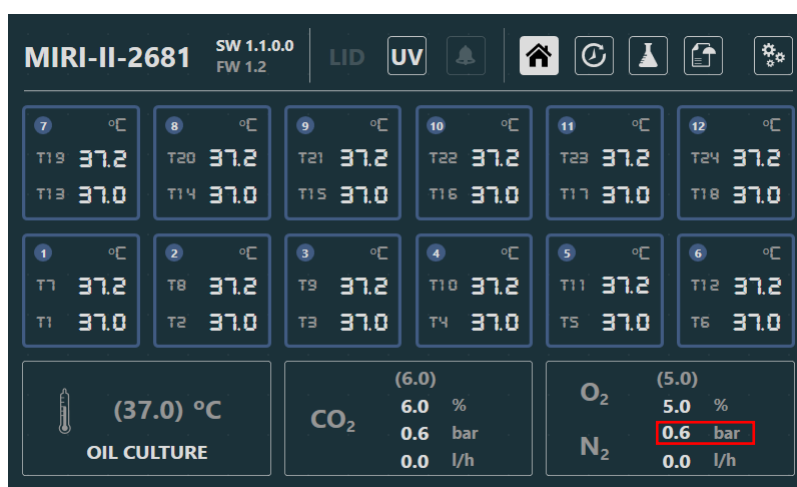 MIRI-II-2681 SW 1.1.0.0 LID UV
FW 1.2
7 °C 8 °C 9 °C 10 °C 11 °C 12 °C
T19 37.2 T20 37.2 T21 37.2 T22 37.2 T23 37.2 T24 37.2
T13 37.0 T14 37.0 T15 37.0 T16 37.0 T17 37.0 T18 37.0
1 °C 2 °C 3 °C 4 °C 5 °C 6 °C
T7 37.2 T8 37.2 T9 37.2 T10 37.2 T11 37.2 T12 37.2
T1 37.0 T2 37.0 T3 37.0 T4 37.0 T5 37.0 T6 37.0
(37.0) °C
OIL CULTURE
CO₂
(6.0)
6.0 %
0.6 bar
0.0 l/h
O₂
N₂
(5.0)
5.0 %
0.6 bar
0.0 l/h